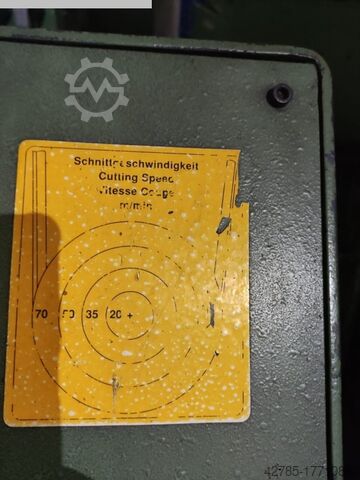 Schnittgeschwindigkeit
Cutting Speed
Vitesse Coupe
m/min
70 50 35 20 +